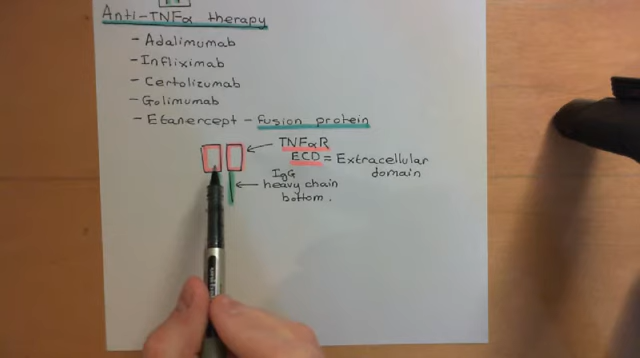 Anti-TNFα therapy
- Adalimumab
- Infliximab
- Certolizumab
- Golimumab
- Etanercept - fusion protein
TNFαR
ECD = Extracellular domain
IgG
heavy chain
bottom.